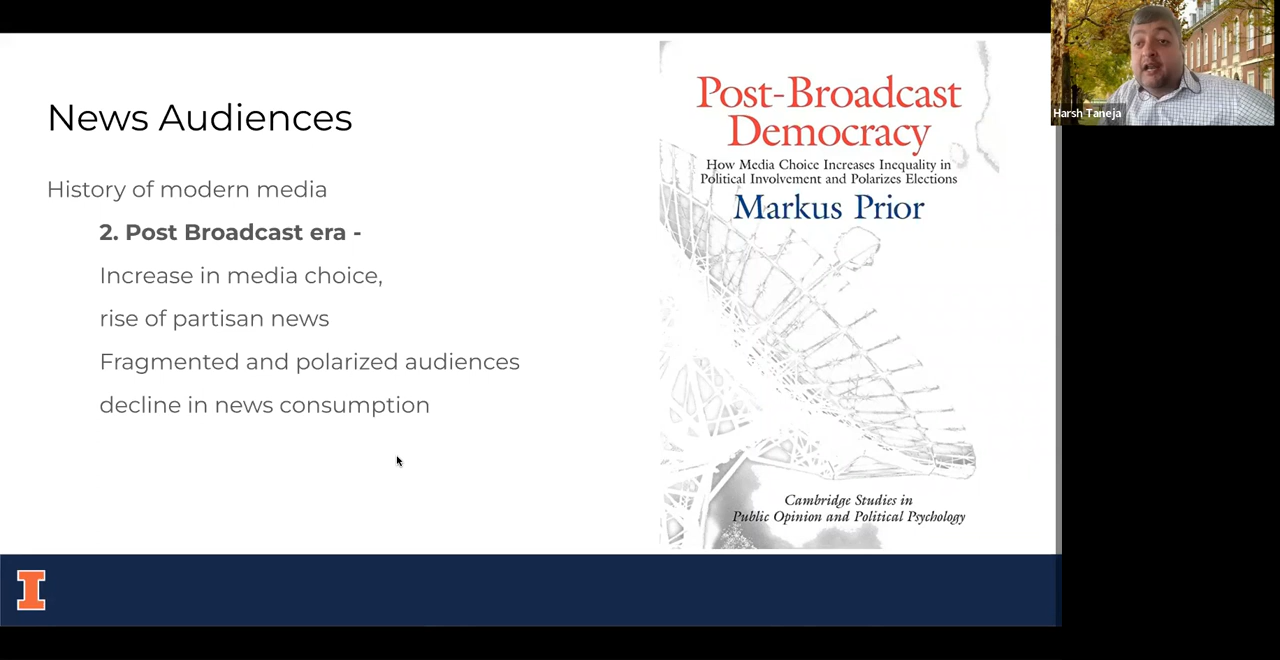 News Audiences
History of modern media
2. Post Broadcast era -
Increase in media choice,
rise of partisan news
Fragmented and polarized audiences
decline in news consumption
Post-Broadcast
Democracy
How Media Choice Increases Inequality in
Political Involvement and Polarizes Elections
Markus Prior
Cambridge Studies in
Public Opinion and Political Psychology
Harsh Taneja
I